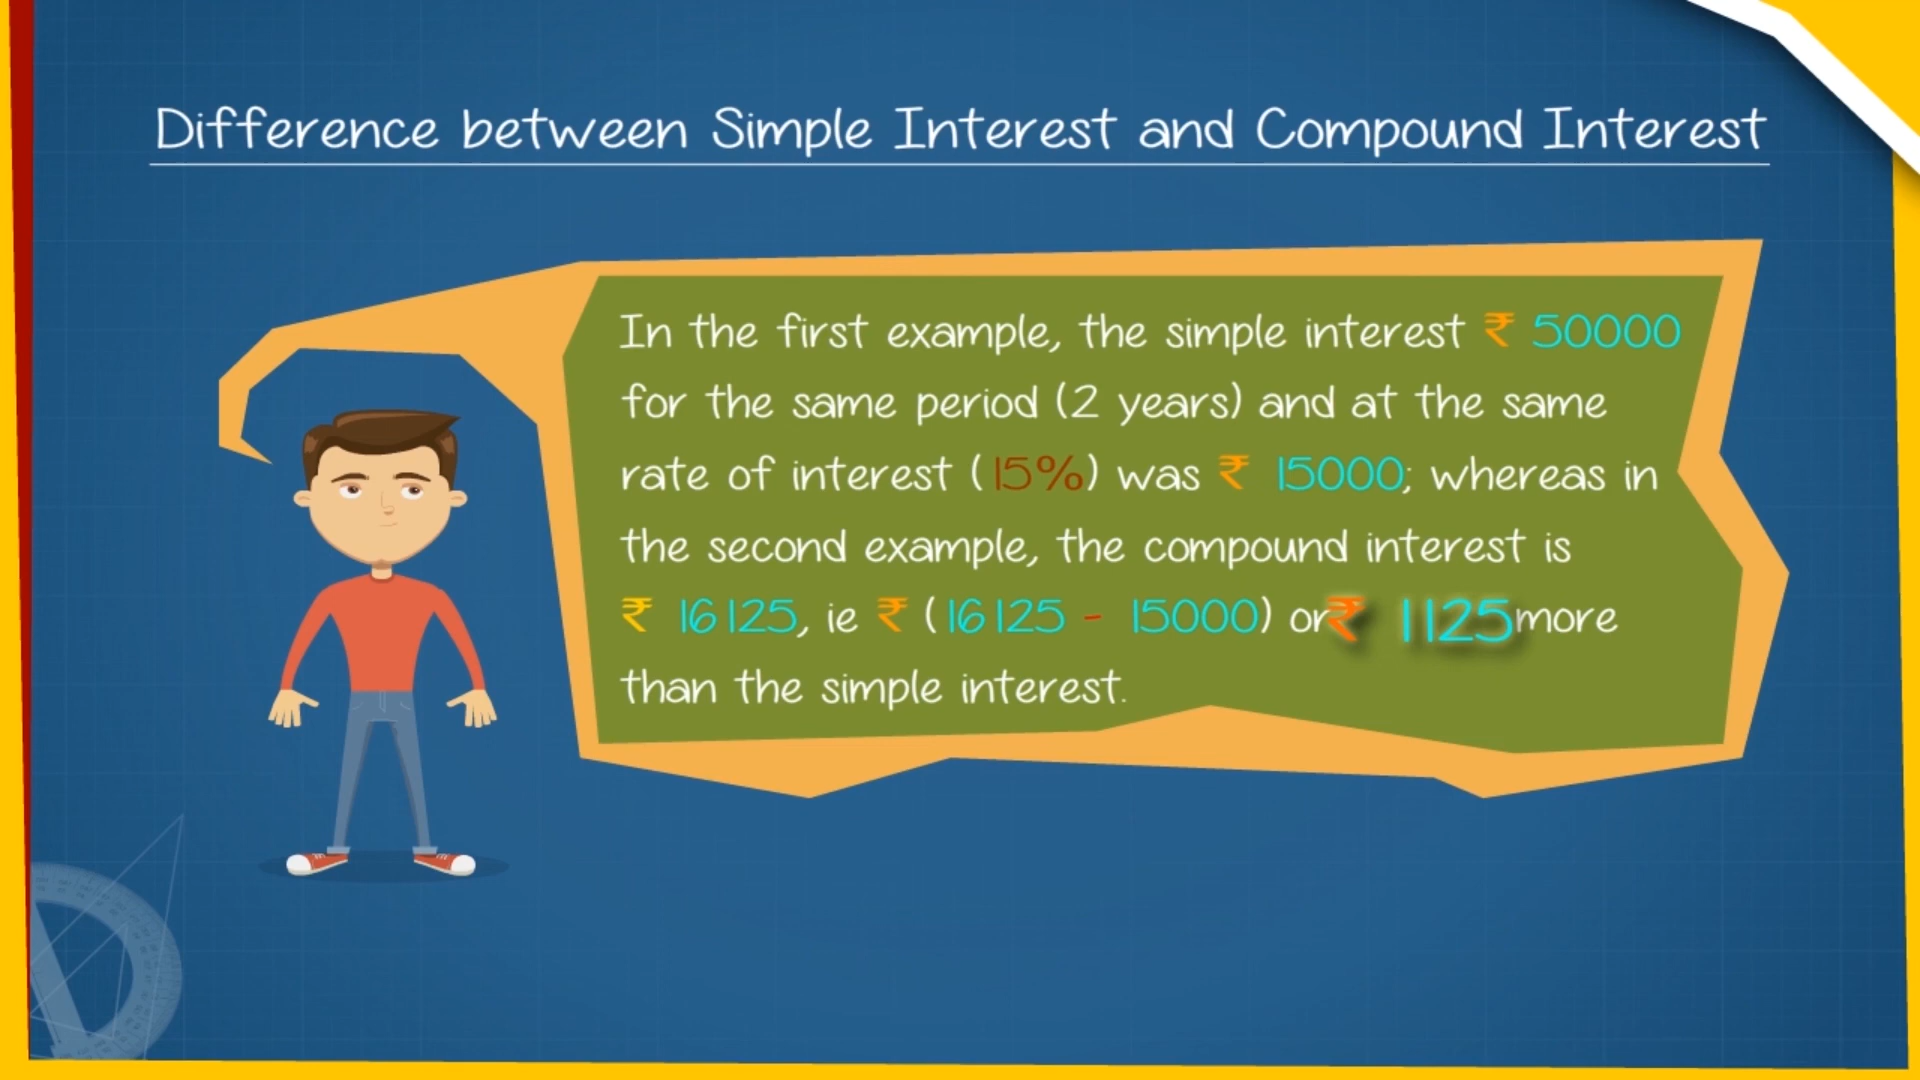 Difference between Simple Interest and Compound Interest
In the first example, the simple interest ₹ 50000
for the same period (2 years) and at the same
rate of interest (15%) was ₹ 15000; whereas in
the second example, the compound interest is
₹ 16125, ie ₹ (16125 - 15000) or ₹ 1125 more
than the simple interest.